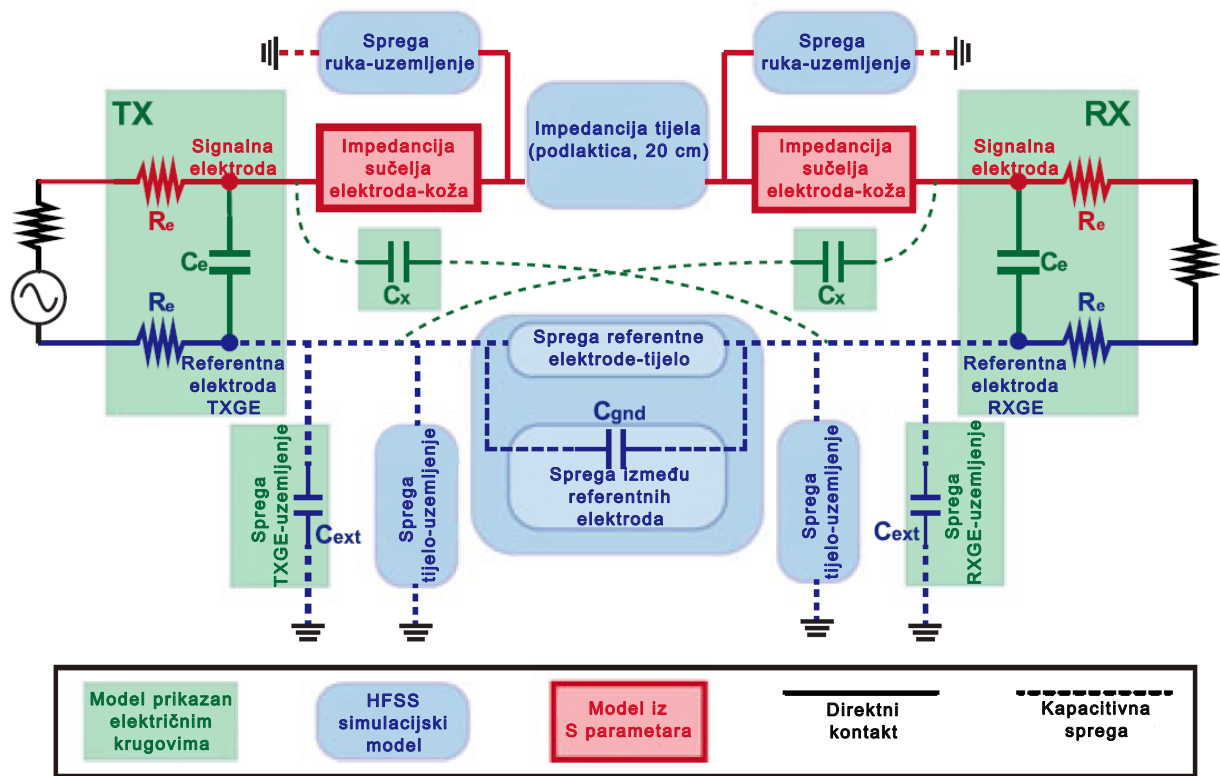 Sprega
ruka-uzemljenje
Sprega
ruka-uzemljenje
TX
RX
Signalna
elektroda
Impedancija
sučelja
elektroda-koža
Impedancija tijela
(podlaktica, 20 cm)
Impedancija
sučelja
elektroda-koža
Signalna
elektroda
Re
Re
Ce
Ce
Cx
Cx
Re
Re
Referentna
elektroda
TXGE
Sprega referentne
elektrode-tijelo
Referentna
elektroda
RXGE
Cgnd
Sprega između
referentnih
elektroda
Sprega
TXGE-uzemljenje
Cext
Sprega
tijelo-uzemljenje
Sprega
tijelo-uzemljenje
Cext
Sprega
RXGE-uzemljenje
Model prikazan
električnim
krugovima
HFSS
simulacijski
model
Model iz
S parametara
Direktni
kontakt
Kapacitivna
sprega